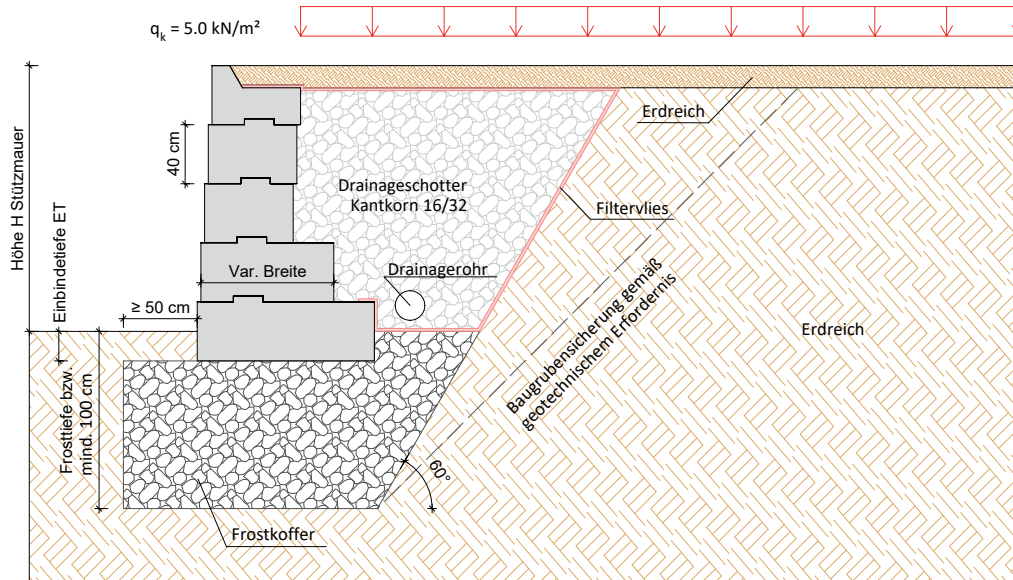 qk = 5.0 kN/m²
Erdreich
Höhe H Stützmauer
40 cm
Drainageschotter
Kantkorn 16/32
Filtervlies
Einbindetiefe ET
Var. Breite
Drainagerohr
≥ 50 cm
Baugrubensicherung gemäß
geotechnischem Erfordernis
Erdreich
Frosttiefe bzw.
mind. 100 cm
60°
Frostkoffer